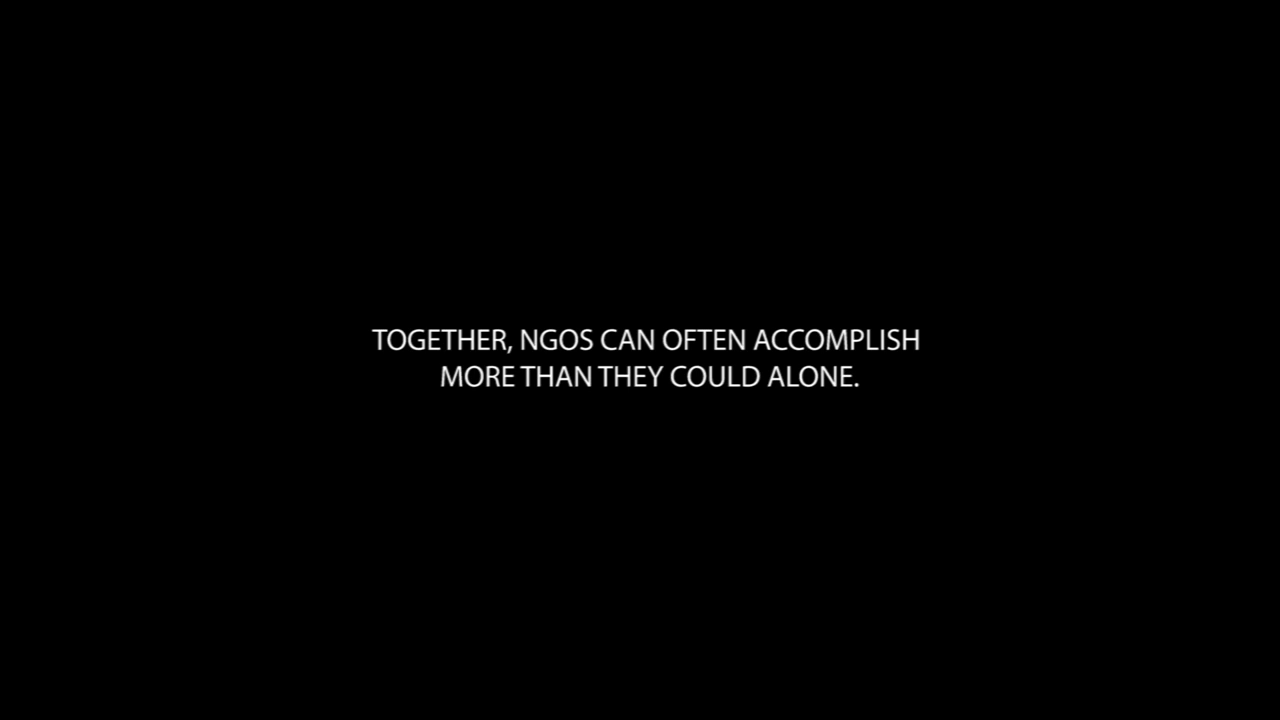 TOGETHER, NGOS CAN OFTEN ACCOMPLISH
MORE THAN THEY COULD ALONE.